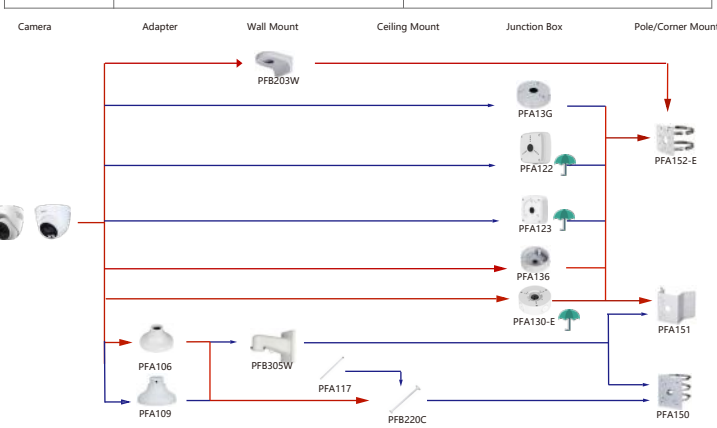 Camera
Adapter
Wall Mount
Ceiling Mount
Junction Box
Pole/Corner Mount
PFB203W
PFA13G
PFA122
PFA152-E
PFA123
PFA136
PFA130-E
PFA151
PFA106
PFB305W
PFA117
PFA109
PFB220C
PFA150